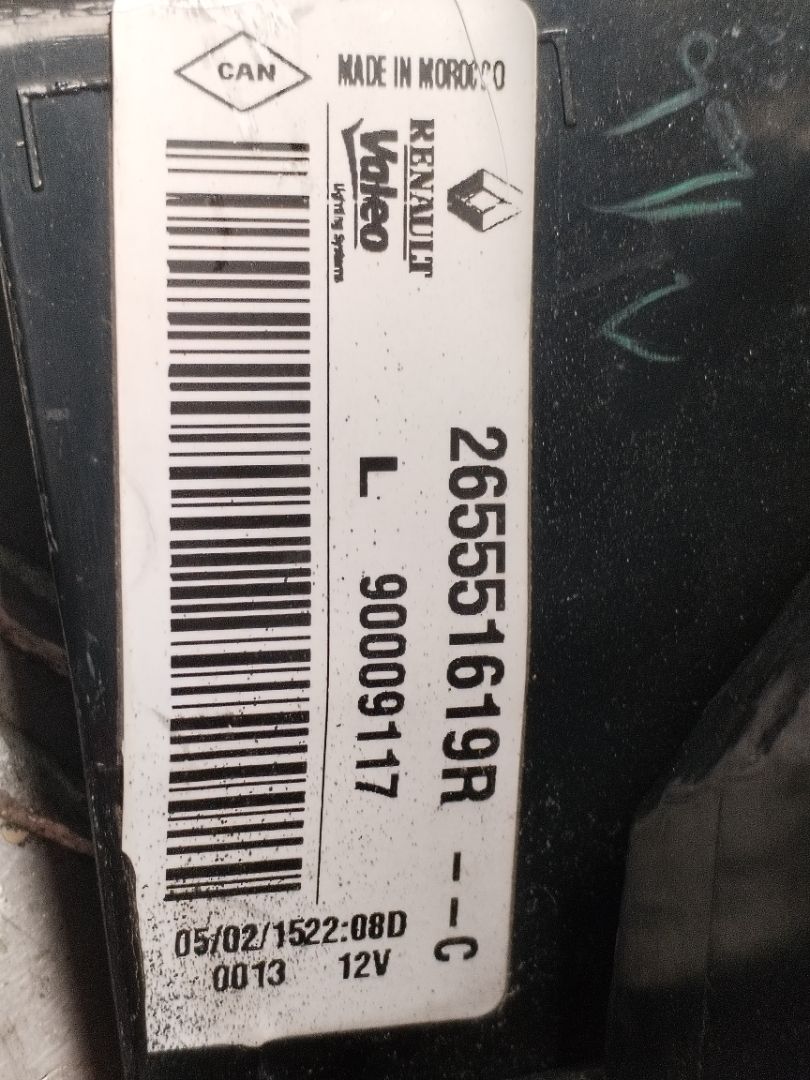 CAN
MADE IN MOROCCO
RENAULT
Valeo
Lighting Systems
265551619R --C
L 90009117
05/02/1522:08D
0013 12V